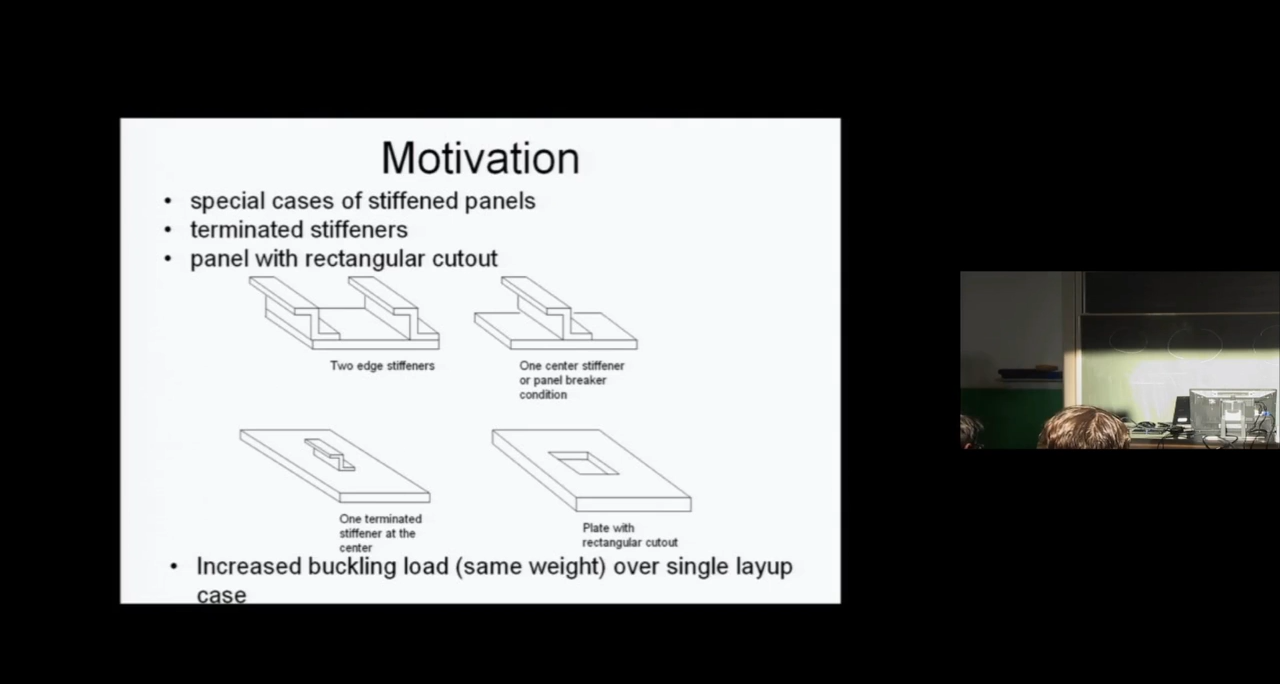 Motivation
• special cases of stiffened panels
• terminated stiffeners
• panel with rectangular cutout
Two edge stiffeners
One center stiffener
or panel breaker
condition
One terminated
stiffener at the
center
Plate with
rectangular cutout
• Increased buckling load (same weight) over single layup
case